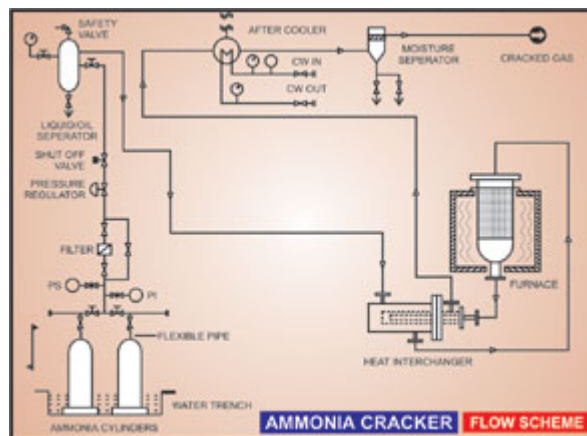 SAFETY
VALVE
AFTER COOLER
CW IN
CW OUT
MOISTURE
SEPERATOR
CRACKED GAS
LIQUID/OIL
SEPERATOR
SHUT OFF
VALVE
PRESSURE
REGULATOR
FILTER
PS
PI
FURNACE
FLEXIBLE PIPE
HEAT INTERCHANGER
WATER TRENCH
AMMONIA CYLINDERS
AMMONIA CRACKER FLOW SCHEME